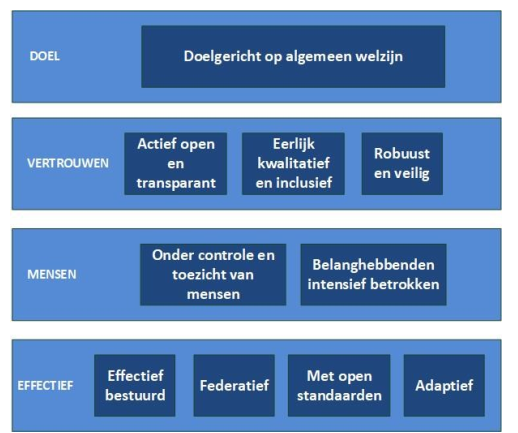 DOEL
Doelgericht op algemeen welzijn
VERTROUWEN
Actief open
en
transparant
Eerlijk
kwalitatief
en inclusief
Robuust
en veilig
MENSEN
Onder controle en
toezicht van
mensen
Belanghebbenden
intensief betrokken
EFFECTIEF
Effectief
bestuurd
Federatief
Met open
standaarden
Adaptief